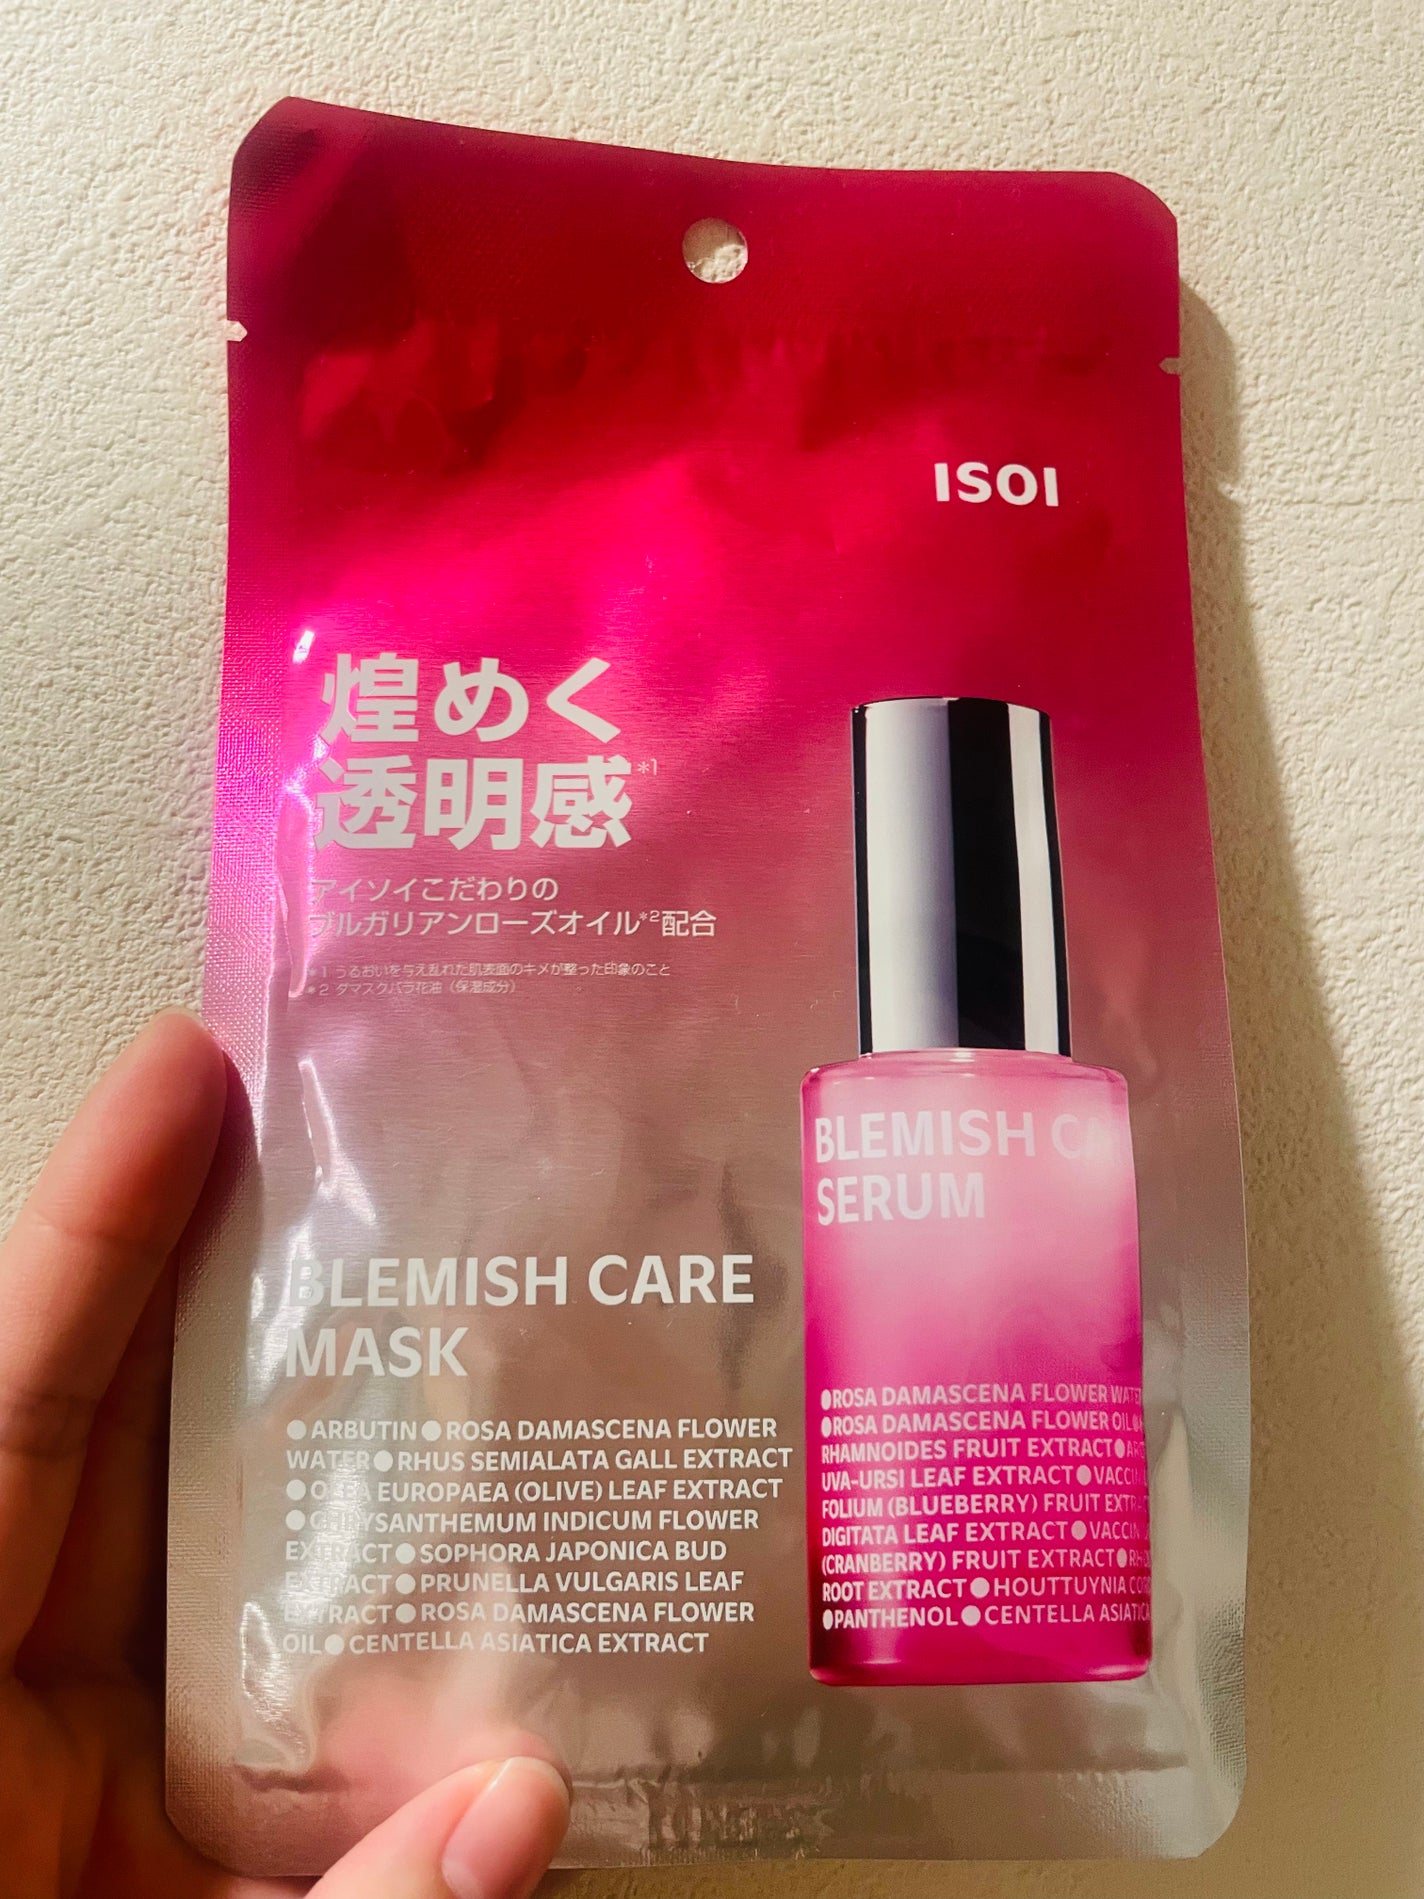 ISOI
煌めく
透明感*1
アイソイこだわりの
ブルガリアンローズオイル*2配合
*1 うるおいを与え乱れた肌表面のキメが整った印象のこと
*2 ダマスクバラ花油(保湿成分)
BLEMISH CARE
MASK
●ARBUTIN●ROSA DAMASCENA FLOWER
WATER●RHUS SEMIALATA GALL EXTRACT
●OLEA EUROPAEA (OLIVE) LEAF EXTRACT
●CHRYSANTHEMUM INDICUM FLOWER
EXTRACT●SOPHORA JAPONICA BUD
EXTRACT●PRUNELLA VULGARIS LEAF
EXTRACT●ROSA DAMASCENA FLOWER
OIL●CENTELLA ASIATICA EXTRACT
BLEMISH CA
SERUM
●ROSA DAMASCENA FLOWER WATE
●ROSA DAMASCENA FLOWER OIL●
RHAMNOIDES FRUIT EXTRACT●
UVA-URSI LEAF EXTRACT●VACCI
FOLIUM (BLUEBERRY) FRUIT EXTR
DIGITATA LEAF EXTRACT●VACCIN
(CRANBERRY) FRUIT EXTRACT●
ROOT EXTRACT●HOUTTUYNIA COR
●PANTHENOL●CENTELLA ASIATICA